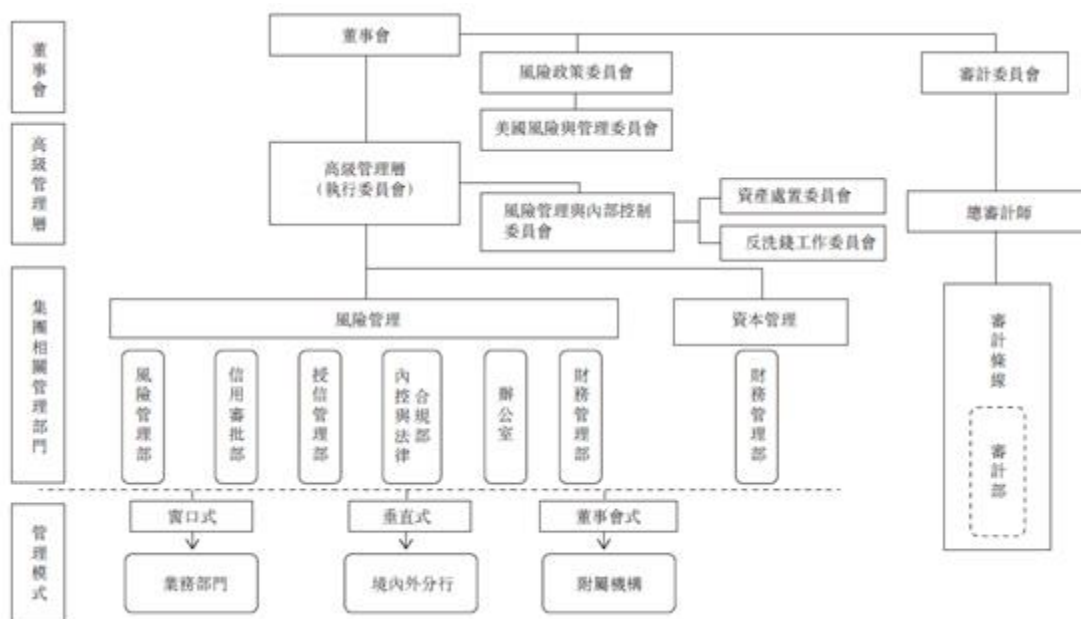 董事會
董事會
風險政策委員會
審計委員會
美國風險與管理委員會
高級管理層
高級管理層
（執行委員會）
風險管理與內部控制
委員會
資產處置委員會
反洗錢工作委員會
總審計師
集團相關管理部門
風險管理
資本管理
風險管理部
信用審批部
授信管理部
內控與法律
合規部
辦公室
財務管理部
財務管理部
審計條線
審計部
管理模式
窗口式
垂直式
董事會式
業務部門
境內外分行
附屬機構